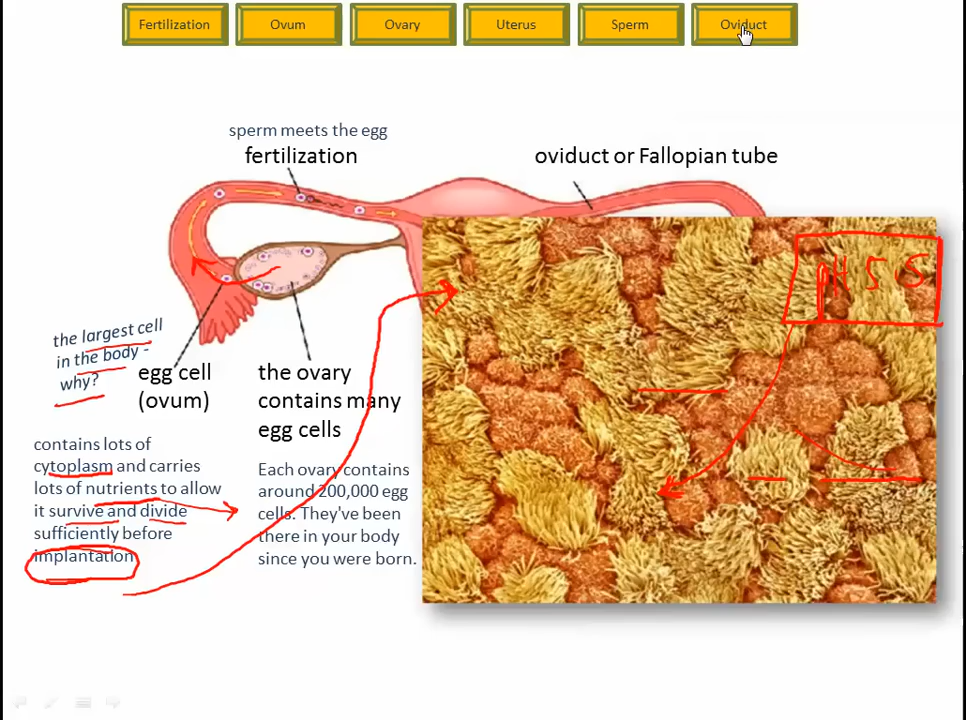 Fertilization
Ovum
Ovary
Uterus
Sperm
Oviduct
sperm meets the egg
fertilization
oviduct or Fallopian tube
the largest cell
in the body -
why?
egg cell
(ovum)
the ovary
contains many
egg cells
contains lots of
cytoplasm and carries
lots of nutrients to allow
it survive and divide
sufficiently before
implantation
Each ovary contains
around 200,000 egg
cells. They've been
there in your body
since you were born.
pH 5.5